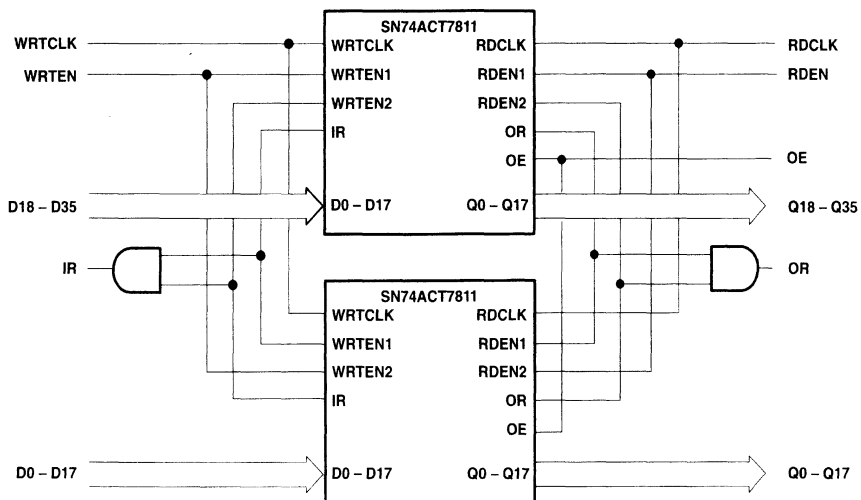 SN74ACT7811
WRTCLK
WRTCLK
RDCLK
RDCLK
WRTEN
WRTEN1
RDEN1
RDEN
WRTEN2
RDEN2
IR
OR
OE
OE
D18 – D35
D0 – D17
Q0 – Q17
Q18 – Q35
IR
OR
SN74ACT7811
WRTCLK
RDCLK
WRTEN1
RDEN1
WRTEN2
RDEN2
IR
OR
OE
D0 – D17
D0 – D17
Q0 – Q17
Q0 – Q17